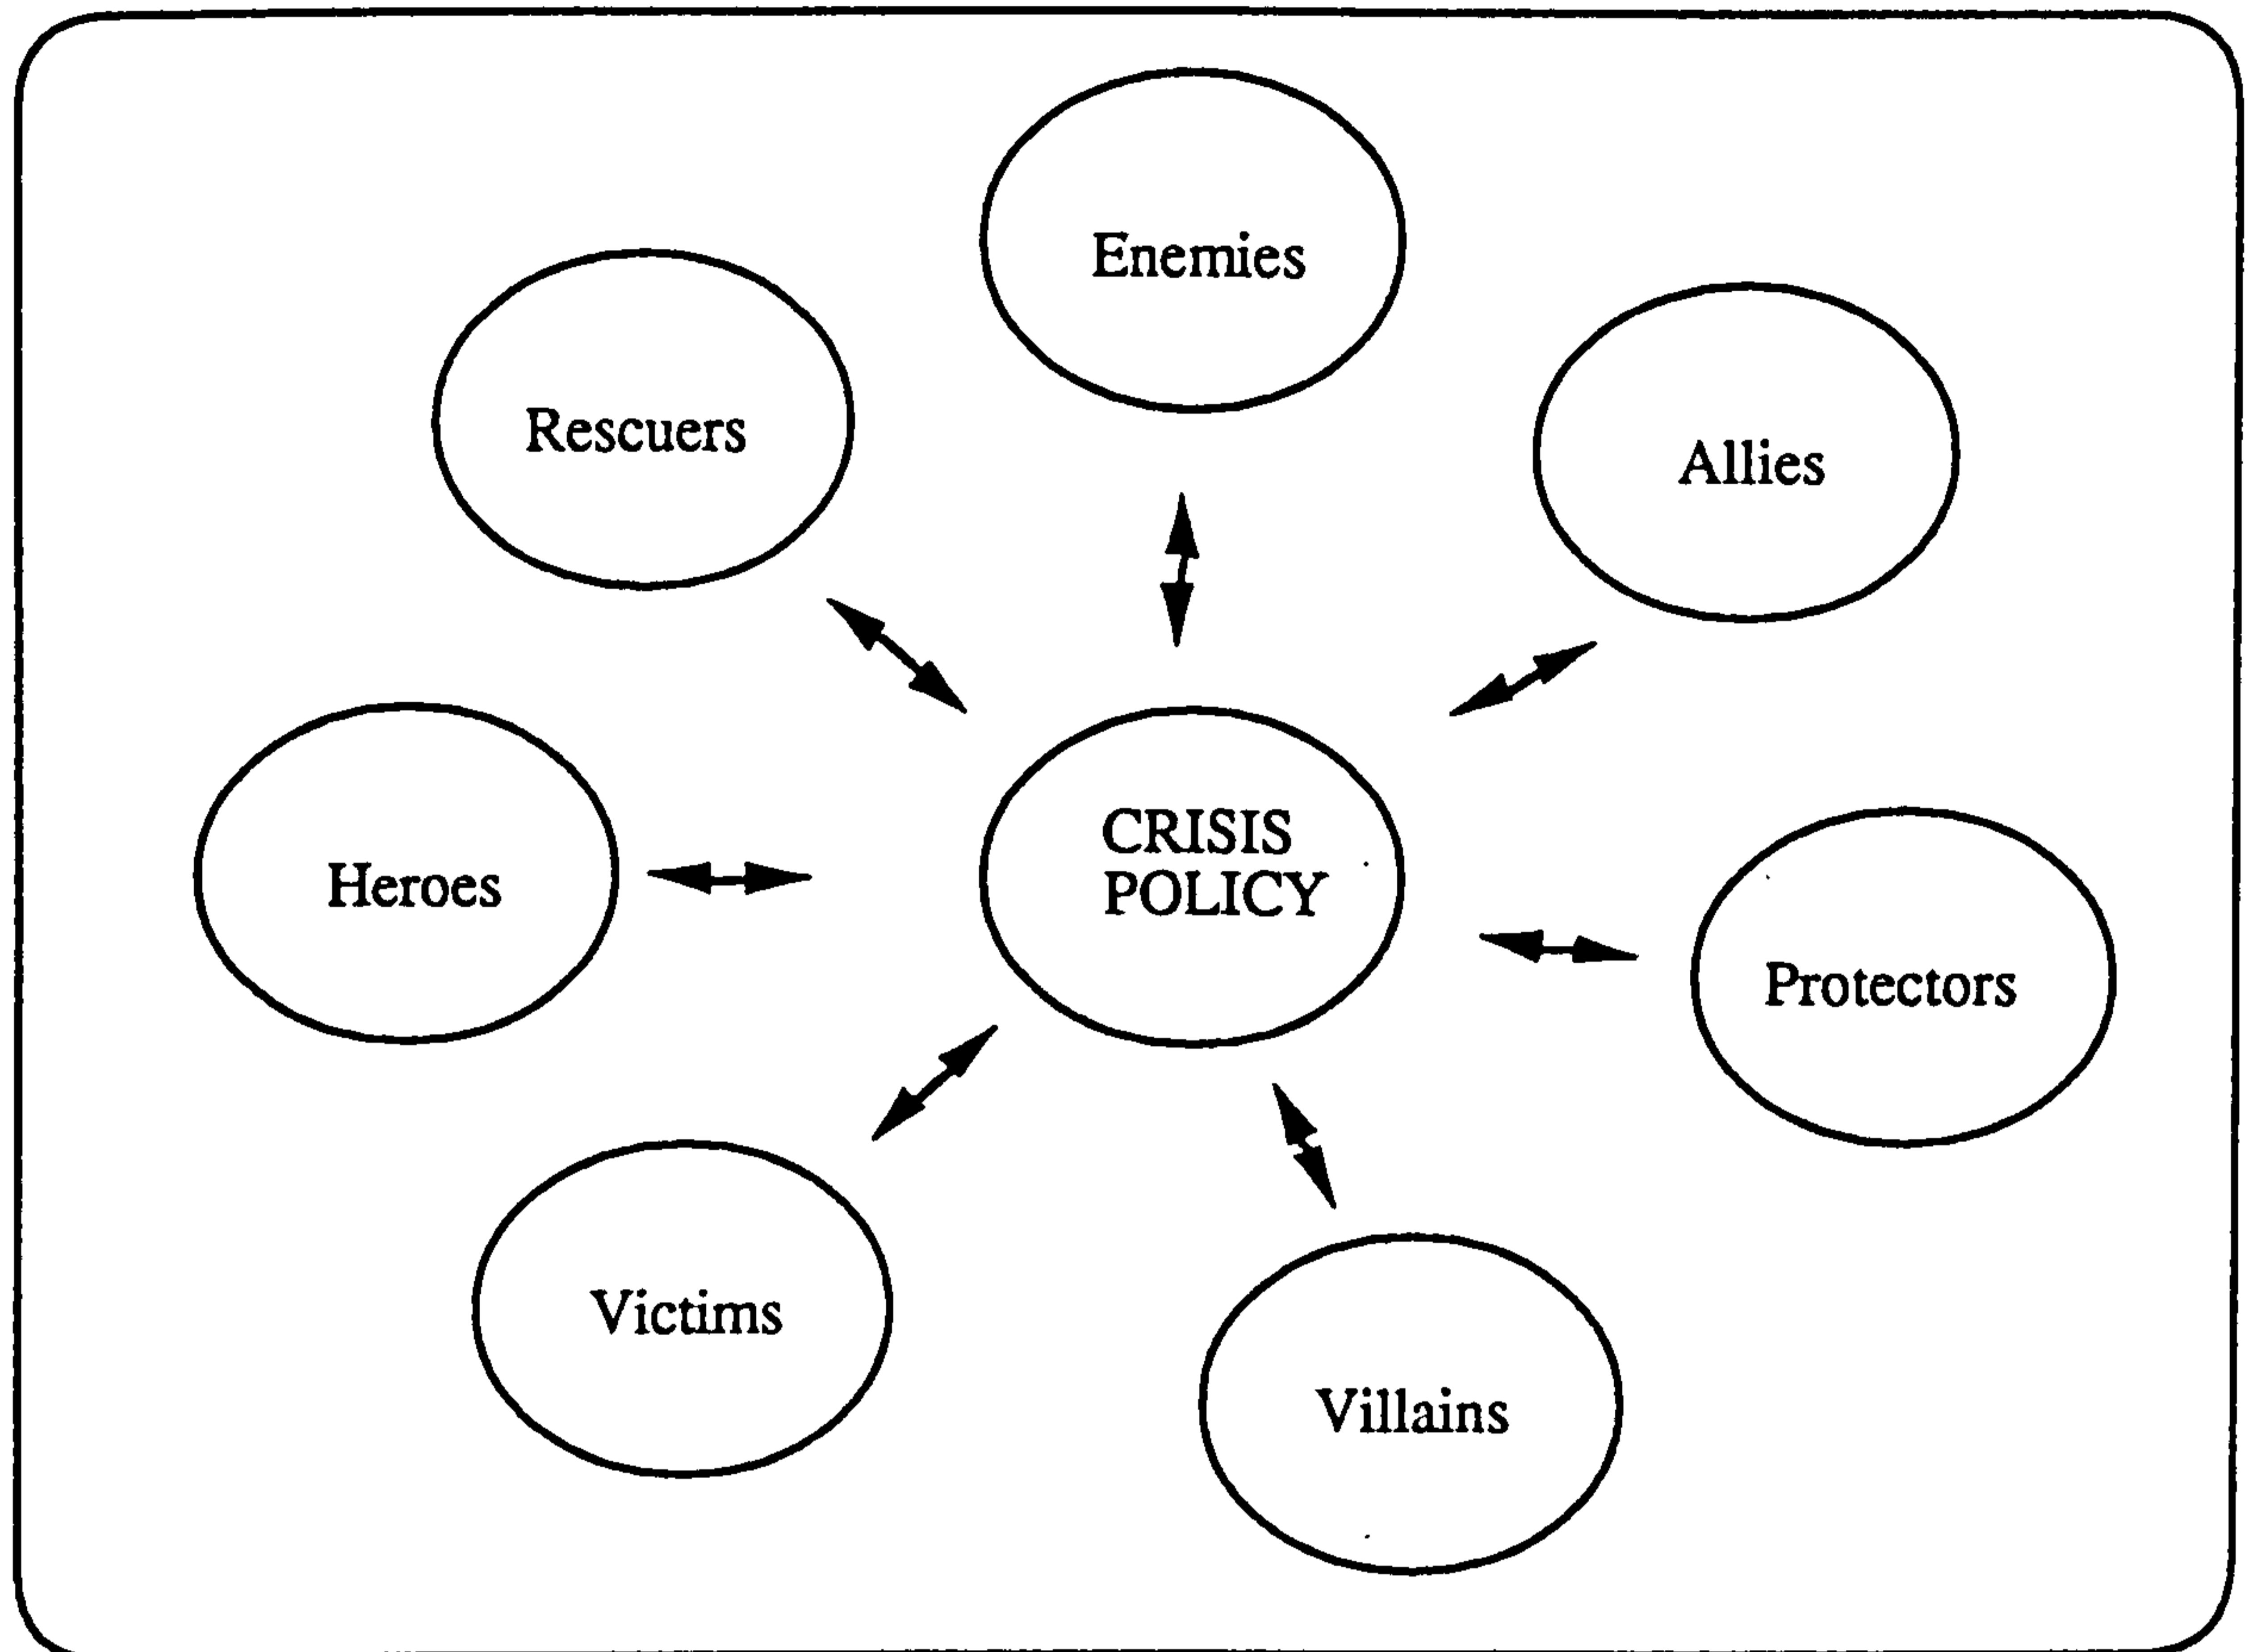 Enemies
Rescuers
Allies
CRISIS
POLICY
Heroes
Protectors
Victims
Villains